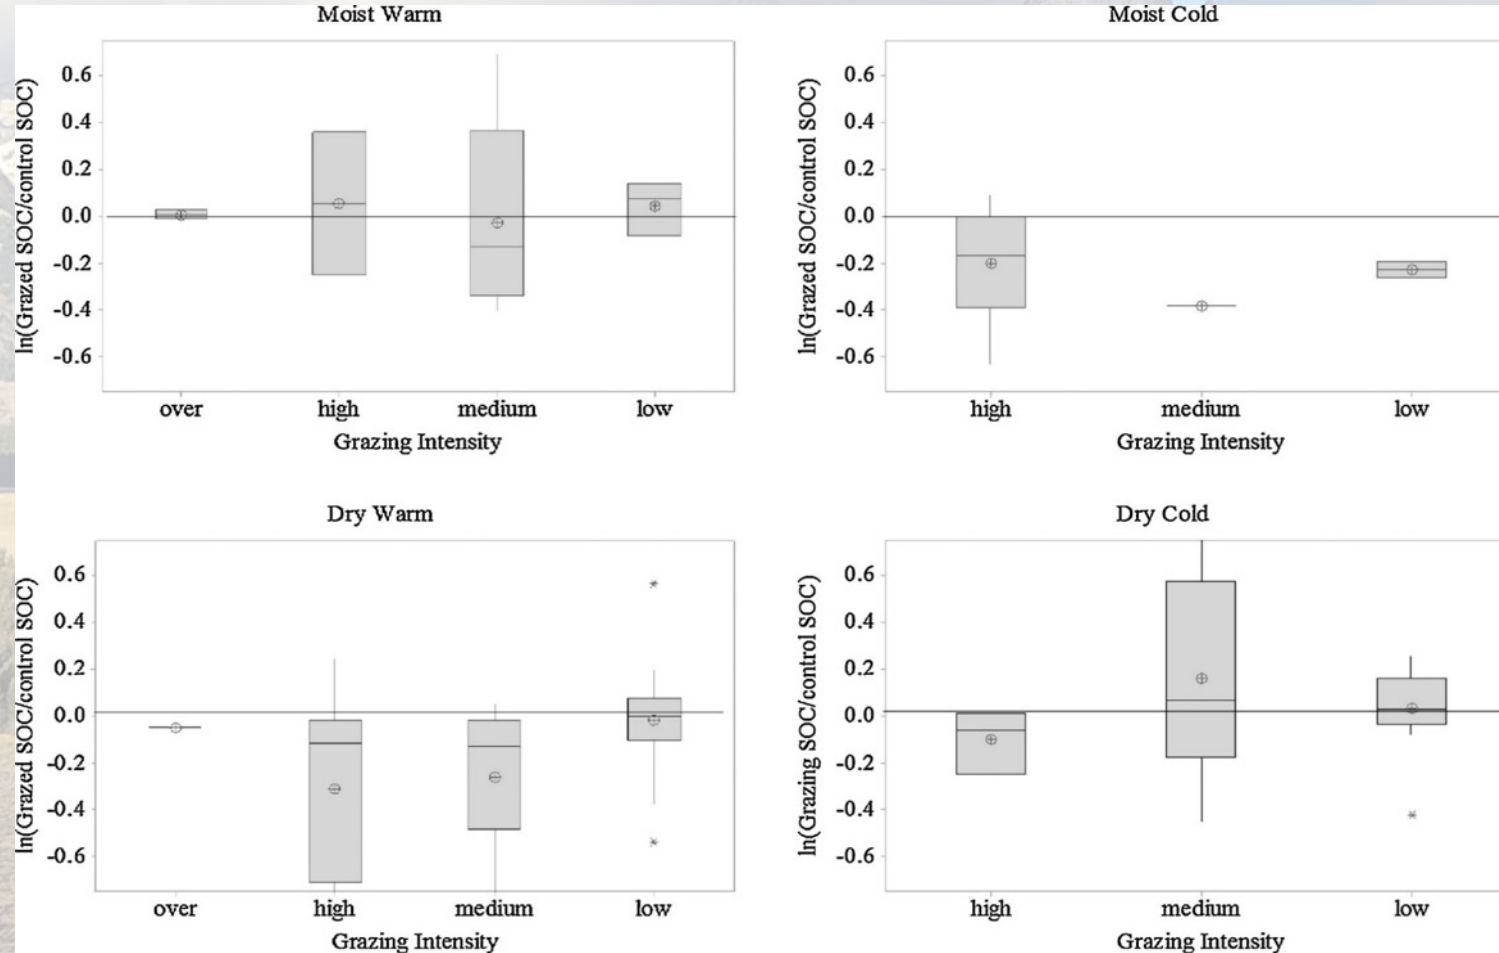 Moist Warm
ln(Grazed SOC/control SOC)
0.6
0.4
0.2
0.0
-0.2
-0.4
-0.6
over high medium low
Grazing Intensity
Moist Cold
ln(Grazed SOC/control SOC)
0.6
0.4
0.2
0.0
-0.2
-0.4
-0.6
high medium low
Grazing Intensity
Dry Warm
ln(Grazed SOC/control SOC)
0.6
0.4
0.2
0.0
-0.2
-0.4
-0.6
over high medium low
Grazing Intensity
Dry Cold
ln(Grazing SOC/control SOC)
0.6
0.4
0.2
0.0
-0.2
-0.4
-0.6
high medium low
Grazing Intensity